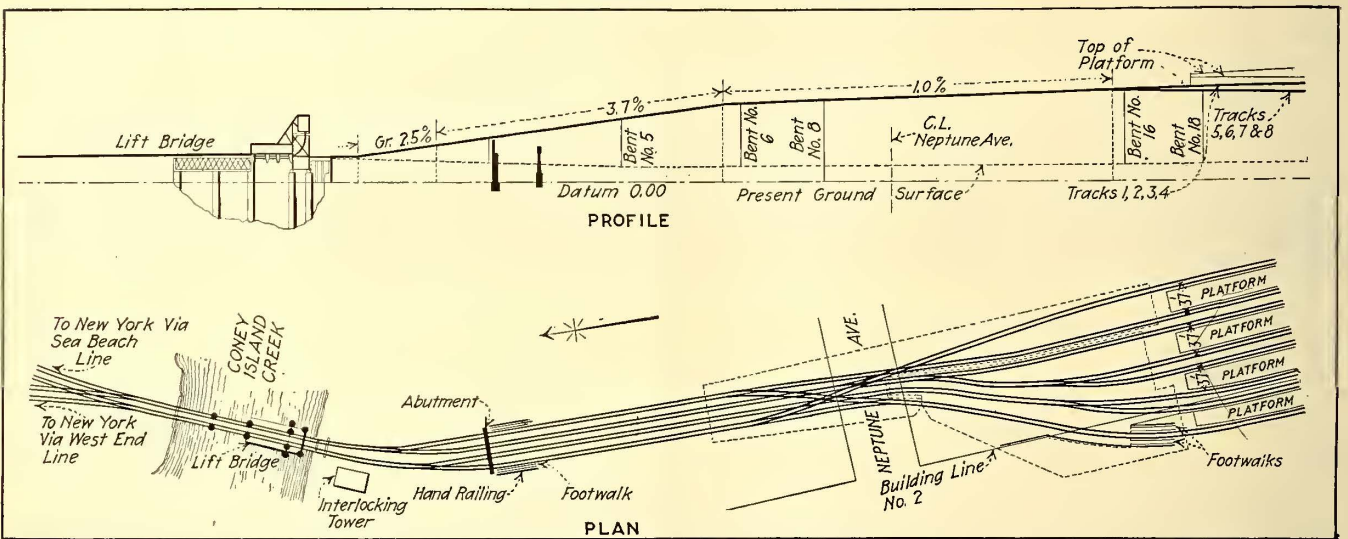 Top of
Platform
1.0%
3.7%
Lift Bridge
Gr. 2.5%
Bent
No. 5
Bent No.
6
Bent
No. 8
C.L.
Neptune Ave.
Bent No.
16
Bent
No. 18
Tracks
5, 6, 7 & 8
Datum 0.00
Present Ground Surface
Tracks 1, 2, 3, 4
PROFILE
To New York Via
Sea Beach
Line
CONEY
ISLAND
CREEK
To New York
Via West End
Line
Lift Bridge
Interlocking
Tower
Abutment
Hand Railing
Footwalk
NEPTUNE AVE.
Building Line
No. 2
37'
PLATFORM
37'
PLATFORM
37'
PLATFORM
PLATFORM
Footwalks
PLAN